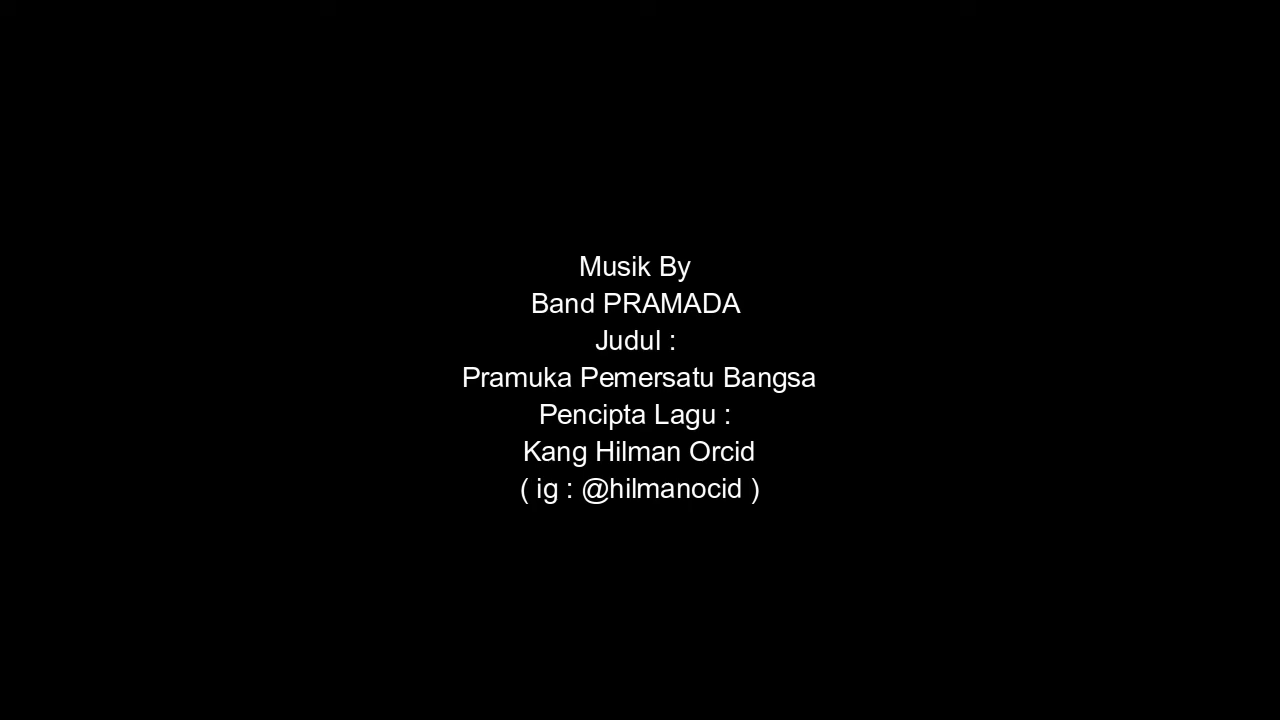 Musik By
Band PRAMADA
Judul :
Pramuka Pemersatu Bangsa
Pencipta Lagu :
Kang Hilman Orcid
( ig : @hilmanocid )